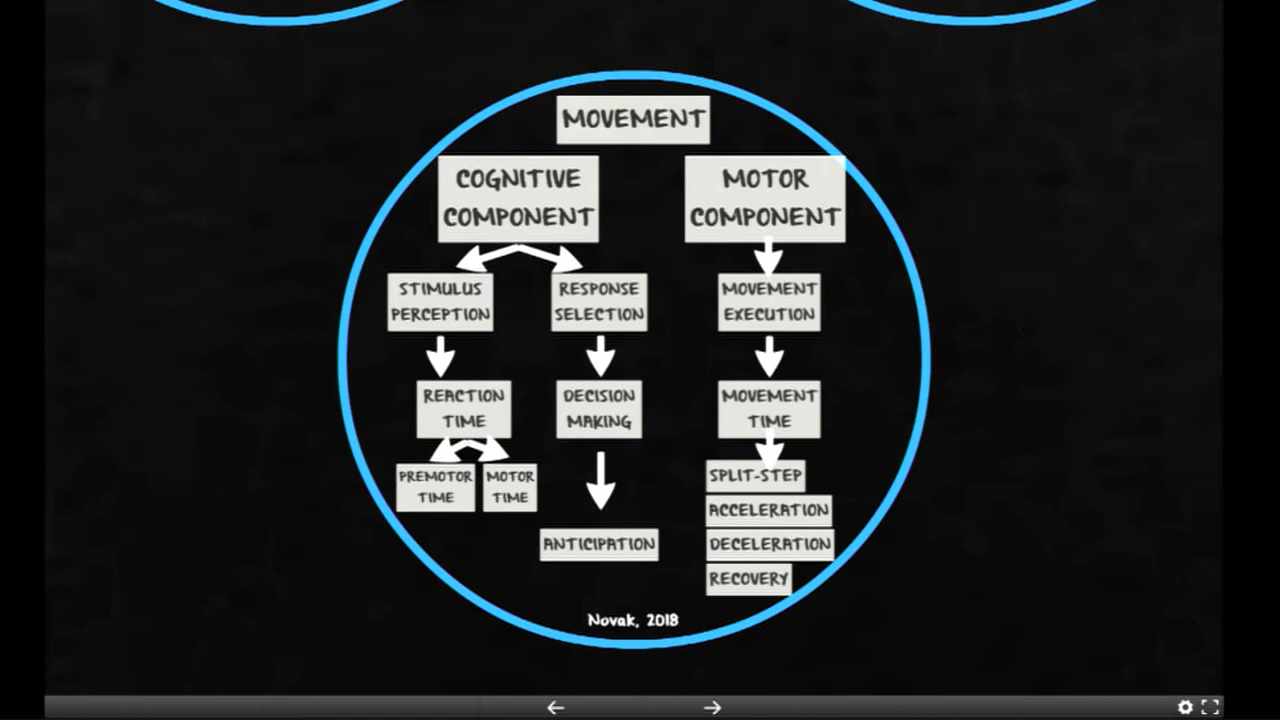 MOVEMENT
COGNITIVE
COMPONENT
MOTOR
COMPONENT
STIMULUS
PERCEPTION
RESPONSE
SELECTION
MOVEMENT
EXECUTION
REACTION
TIME
DECISION
MAKING
MOVEMENT
TIME
PREMOTOR
TIME
MOTOR
TIME
ANTICIPATION
SPLIT-STEP
ACCELERATION
DECELERATION
RECOVERY
Novak, 2018